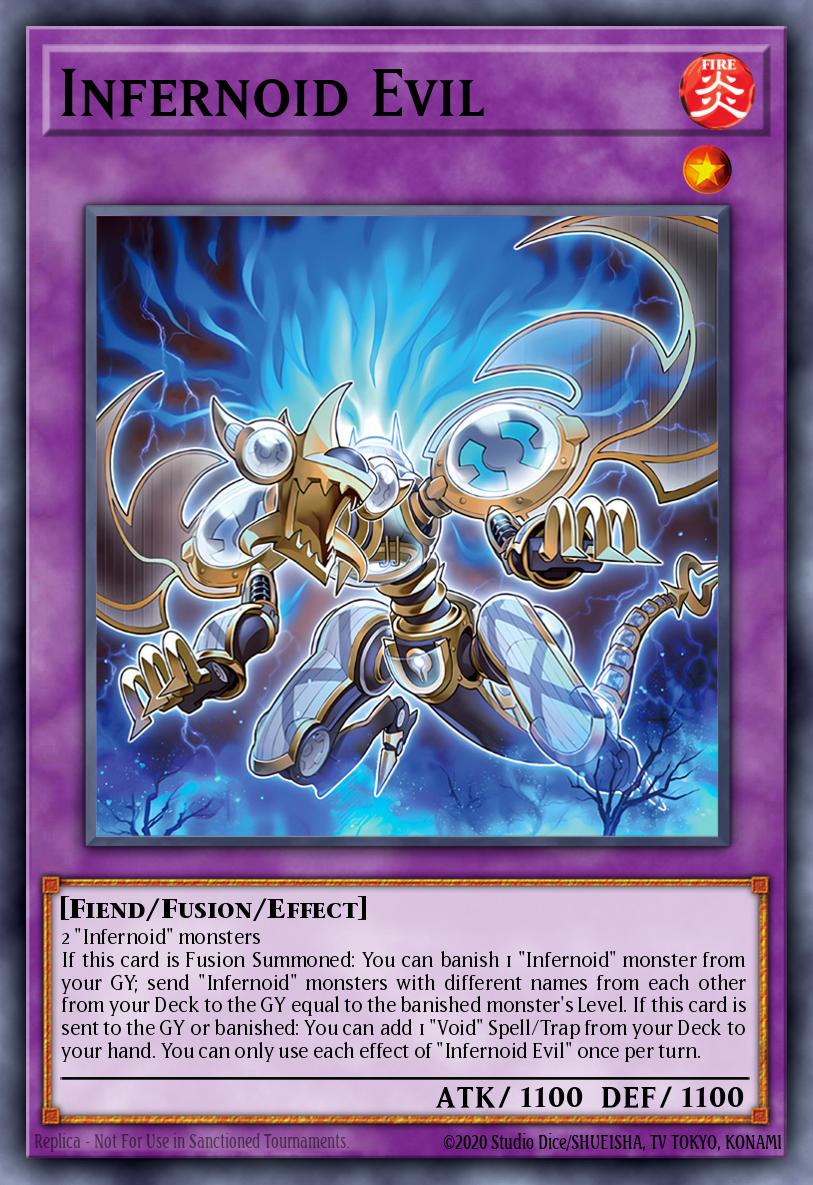 Infernoid Evil
FIRE
炎
[Fiend/Fusion/Effect]
2 "Infernoid" monsters
If this card is Fusion Summoned: You can banish 1 "Infernoid" monster from
your GY; send "Infernoid" monsters with different names from each other
from your Deck to the GY equal to the banished monster's Level. If this card is
sent to the GY or banished: You can add 1 "Void" Spell/Trap from your Deck to
your hand. You can only use each effect of "Infernoid Evil" once per turn.
ATK/ 1100 DEF/ 1100
Replica - Not For Use in Sanctioned Tournaments.
©2020 Studio Dice/SHUEISHA, TV TOKYO, KONAMI